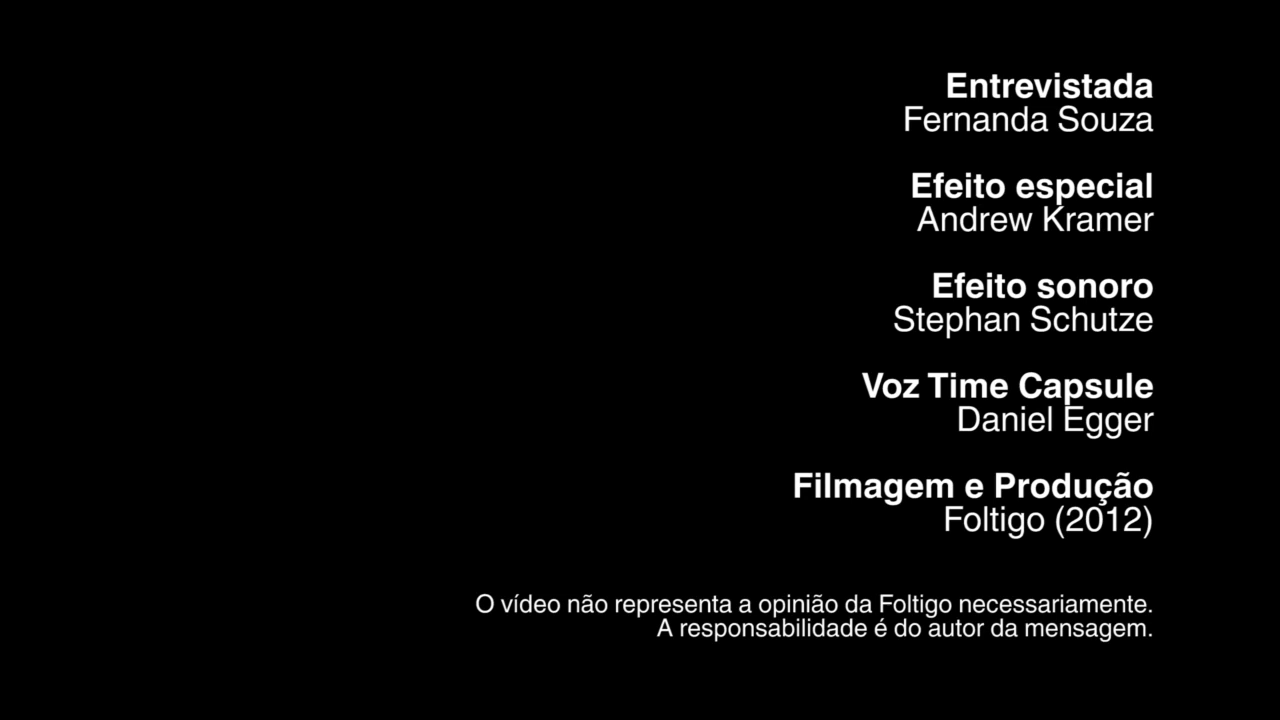 Entrevistada
Fernanda Souza
Efeito especial
Andrew Kramer
Efeito sonoro
Stephan Schutze
Voz Time Capsule
Daniel Egger
Filmagem e Produção
Foltigo (2012)
O vídeo não representa a opinião da Foltigo necessariamente.
A responsabilidade é do autor da mensagem.